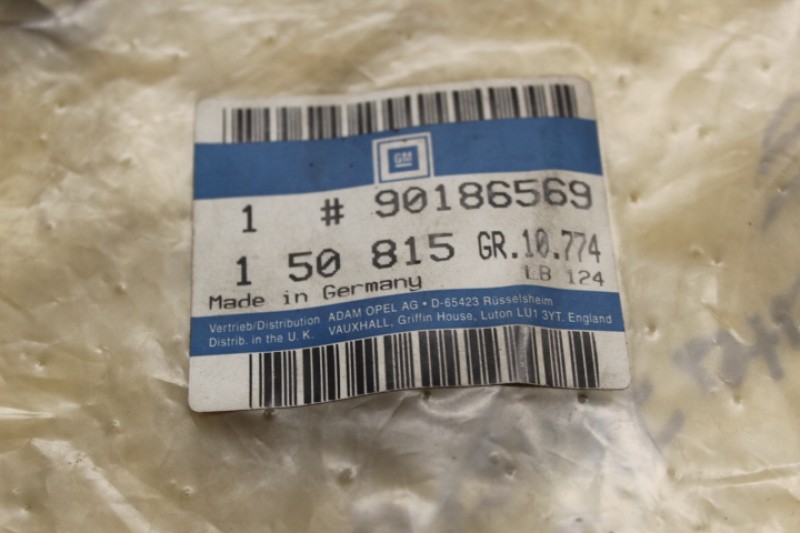 GM
1 # 90186569
1 50 815 GR.10.774
Made in Germany LB 124
Vertrieb/Distribution ADAM OPEL AG • D-65423 Rüsselsheim
Distrib. in the U. K. VAUXHALL, Griffin House, Luton LU1 3YT. England